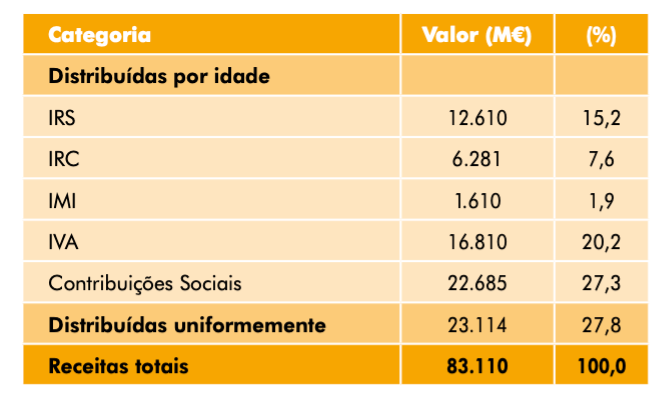 Categoria Valor (M€) (%)
Distribuídas por idade
IRS 12.610 15,2
IRC 6.281 7,6
IMI 1.610 1,9
IVA 16.810 20,2
Contribuições Sociais 22.685 27,3
Distribuídas uniformemente 23.114 27,8
Receitas totais 83.110 100,0